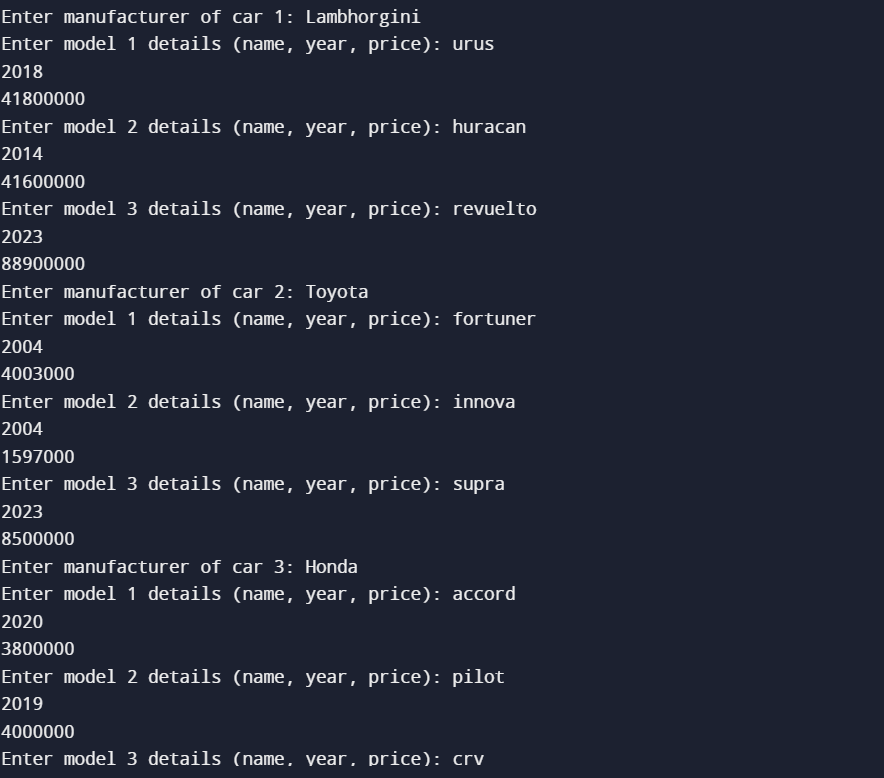 Enter manufacturer of car 1: Lambhorgini
Enter model 1 details (name, year, price): urus
2018
41800000
Enter model 2 details (name, year, price): huracan
2014
41600000
Enter model 3 details (name, year, price): revuelto
2023
88900000
Enter manufacturer of car 2: Toyota
Enter model 1 details (name, year, price): fortuner
2004
4003000
Enter model 2 details (name, year, price): innova
2004
1597000
Enter model 3 details (name, year, price): supra
2023
8500000
Enter manufacturer of car 3: Honda
Enter model 1 details (name, year, price): accord
2020
3800000
Enter model 2 details (name, year, price): pilot
2019
4000000
Enter model 3 details (name, year, price): crv